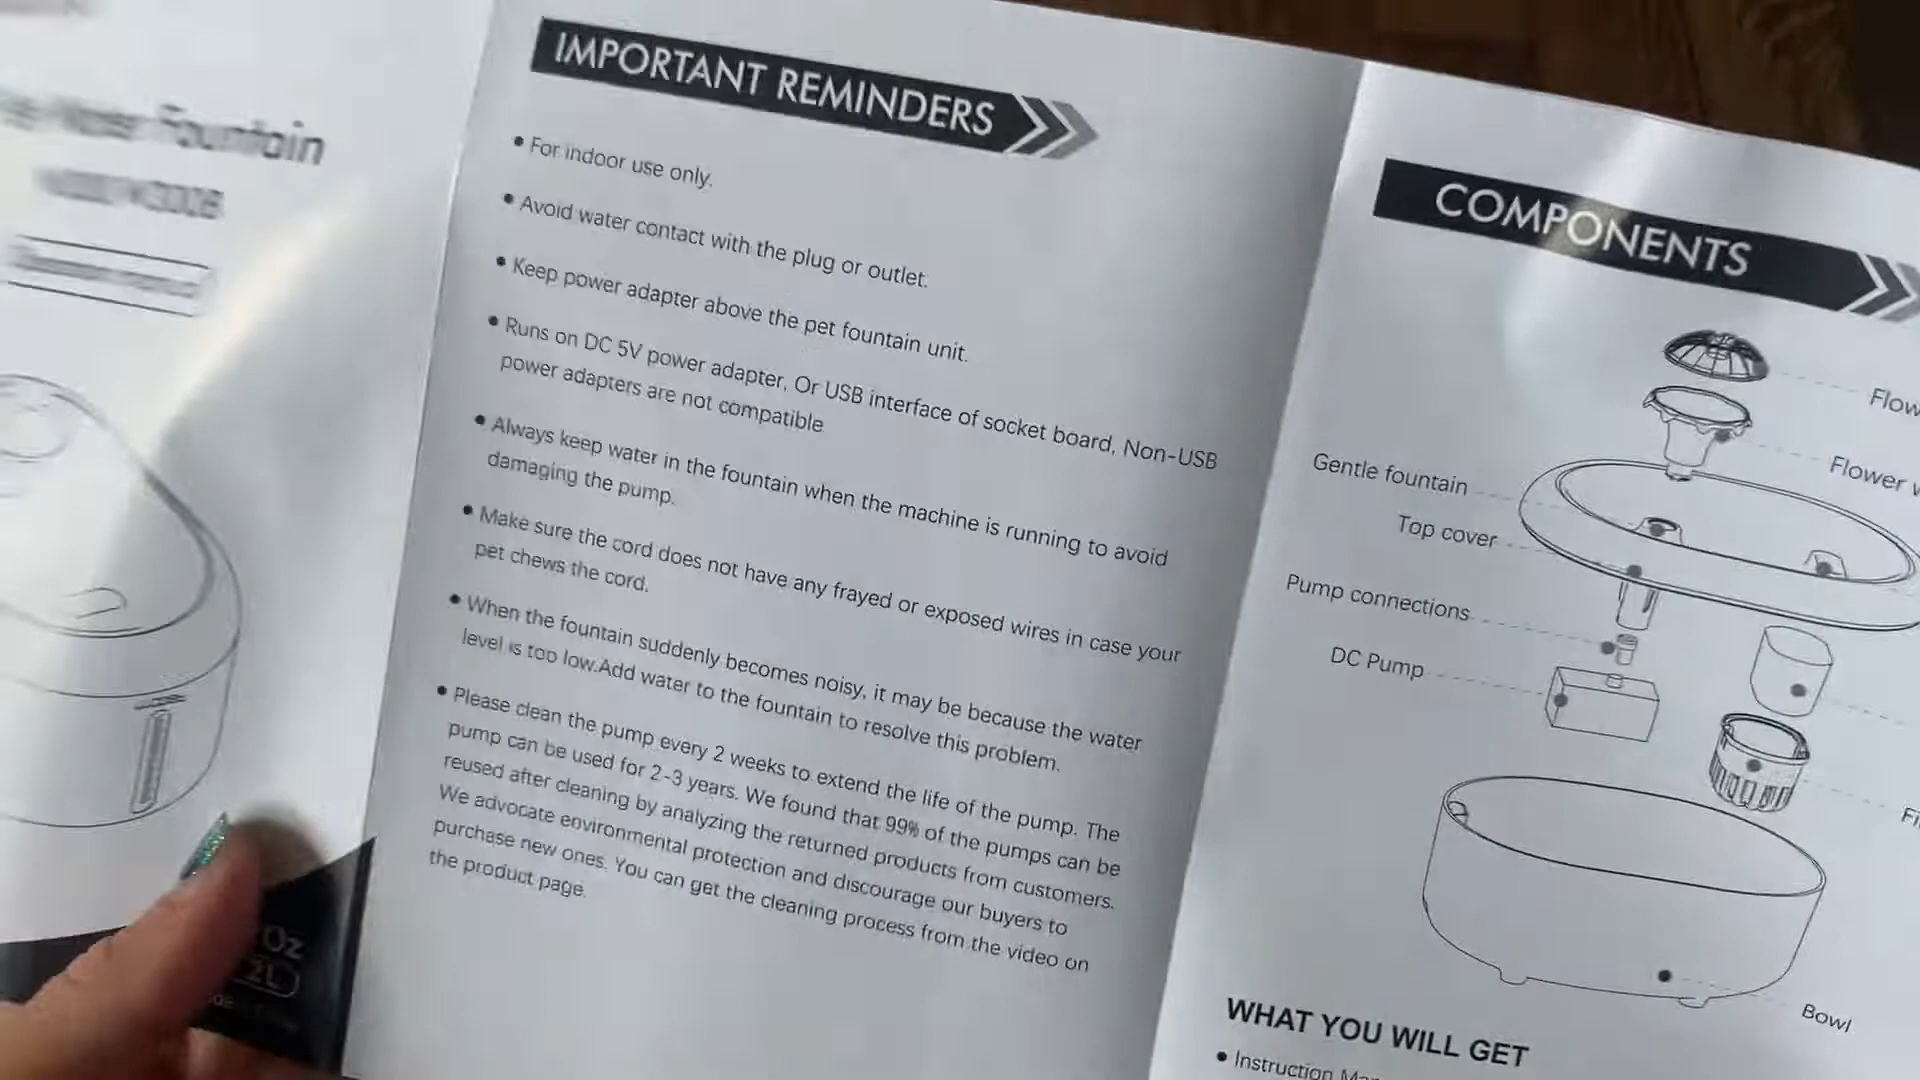 Fountain
IMPORTANT REMINDERS
• For indoor use only.
• Avoid water contact with the plug or outlet.
• Keep power adapter above the pet fountain unit.
• Runs on DC 5V power adapter, Or USB interface of socket board, Non-USB
power adapters are not compatible
• Always keep water in the fountain when the machine is running to avoid
damaging the pump.
• Make sure the cord does not have any frayed or exposed wires in case your
pet chews the cord.
• When the fountain suddenly becomes noisy, it may be because the water
level is too low.Add water to the fountain to resolve this problem.
• Please clean the pump every 2 weeks to extend the life of the pump. The
pump can be used for 2-3 years. We found that 99% of the pumps can be
reused after cleaning by analyzing the returned products from customers.
We advocate environmental protection and discourage our buyers to
purchase new ones. You can get the cleaning process from the video on
the product page.
Oz
2L
COMPONENTS
Flow
Flower
Gentle fountain
Top cover
Pump connections
DC Pump
Bowl
WHAT YOU WILL GET
• Instruction